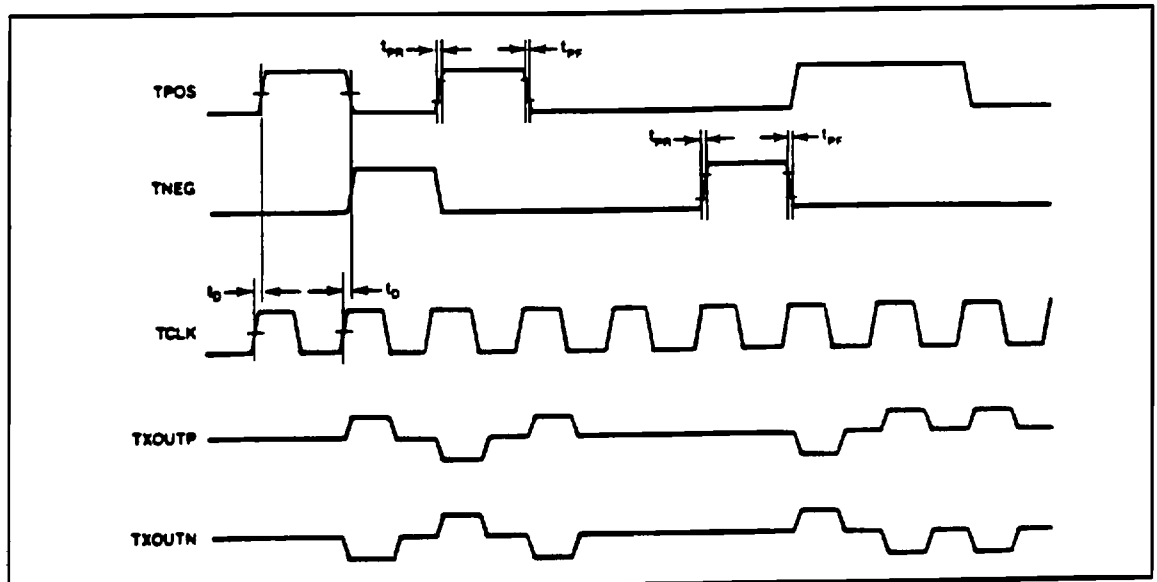 tPR tPF
TPOS
tPR tPF
TNEG
tD tD
TCLK
TXOUTP
TXOUTN